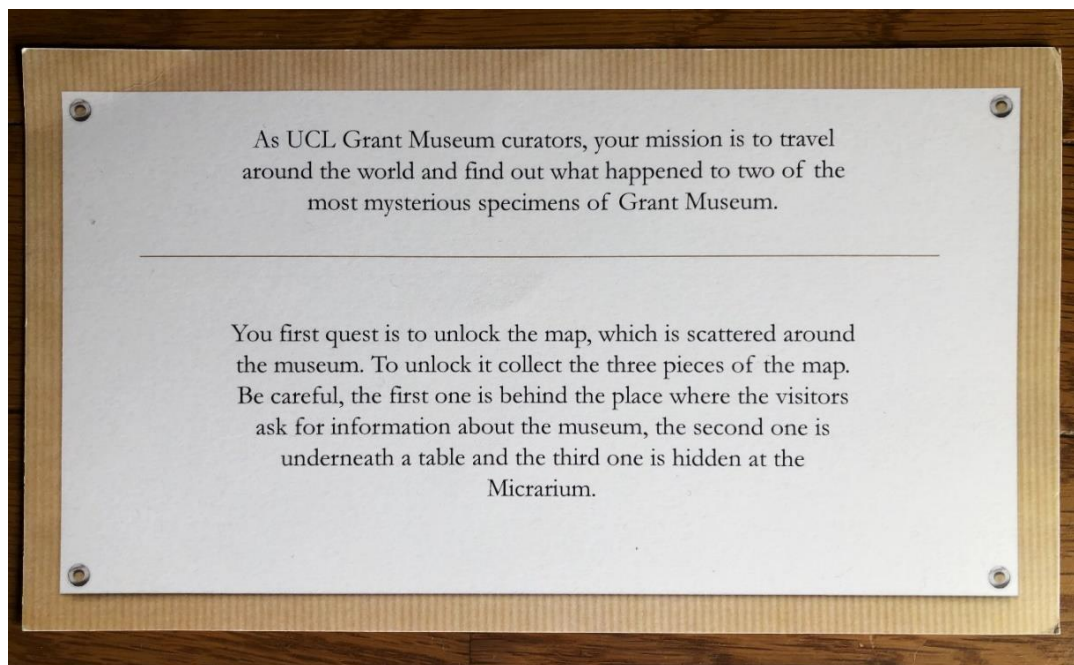 As UCL Grant Museum curators, your mission is to travel
around the world and find out what happened to two of the
most mysterious specimens of Grant Museum.
You first quest is to unlock the map, which is scattered around
the museum. To unlock it collect the three pieces of the map.
Be careful, the first one is behind the place where the visitors
ask for information about the museum, the second one is
underneath a table and the third one is hidden at the
Micrarium.